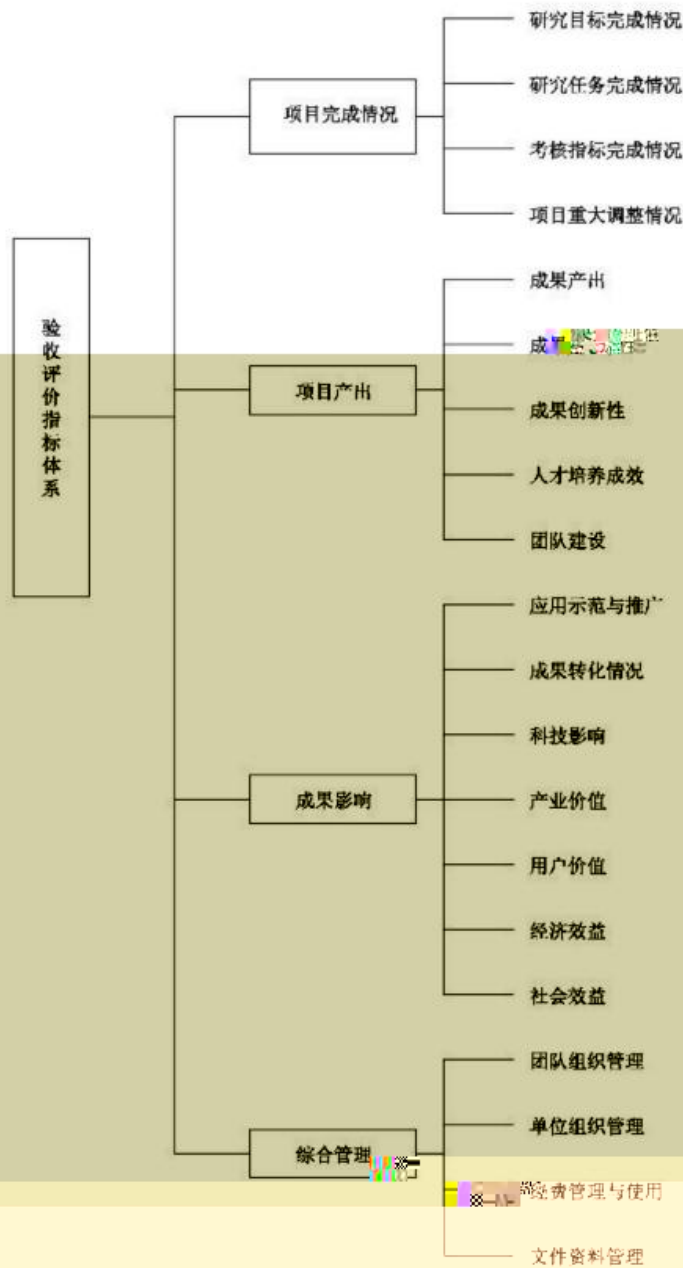 验收评价指标体系
项目完成情况
研究目标完成情况
研究任务完成情况
考核指标完成情况
项目重大调整情况
项目产出
成果产出
成果
成果创新性
人才培养成效
团队建设
成果影响
应用示范与推广
成果转化情况
科技影响
产业价值
用户价值
经济效益
社会效益
综合管理
团队组织管理
单位组织管理
经费管理与使用
文件资料管理